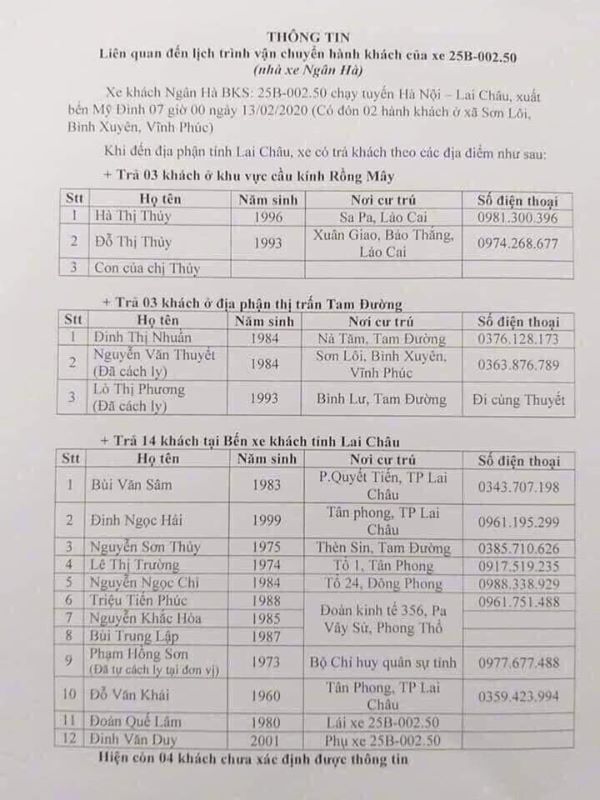 THÔNG TIN
Liên quan đến lịch trình vận chuyển hành khách của xe 25B-002.50
(nhà xe Ngân Hà)
Xe khách Ngân Hà BKS: 25B-002.50 chạy tuyến Hà Nội – Lai Châu, xuất
bến Mỹ Đình 07 giờ 00 ngày 13/02/2020 (Có đón 02 hành khách ở xã Sơn Lôi,
Bình Xuyên, Vĩnh Phúc)
Khi đến địa phận tỉnh Lai Châu, xe có trả khách theo các địa điểm như sau:
+ Trả 03 khách ở khu vực cầu kính Rồng Mây
Stt Họ tên Năm sinh Nơi cư trú Số điện thoại
1 Hà Thị Thủy 1996 Sa Pa, Lào Cai 0981.300.396
2 Đỗ Thị Thủy 1993 Xuân Giao, Bảo Thắng, Lào Cai 0974.268.677
3 Con của chị Thủy
+ Trả 03 khách ở địa phận thị trấn Tam Đường
Stt Họ tên Năm sinh Nơi cư trú Số điện thoại
1 Đinh Thị Nhuần 1984 Nà Tăm, Tam Đường 0376.128.173
2 Nguyễn Văn Thuyết (Đã cách ly) 1984 Sơn Lôi, Bình Xuyên, Vĩnh Phúc 0363.876.789
3 Lò Thị Phương (Đã cách ly) 1993 Bình Lư, Tam Đường Đi cùng Thuyết
+ Trả 14 khách tại Bến xe khách tỉnh Lai Châu
Stt Họ tên Năm sinh Nơi cư trú Số điện thoại
1 Bùi Văn Sâm 1983 P.Quyết Tiến, TP Lai Châu 0343.707.198
2 Đinh Ngọc Hải 1999 Tân phong, TP Lai Châu 0961.195.299
3 Nguyễn Sơn Thủy 1975 Thèn Sin, Tam Đường 0385.710.626
4 Lê Thị Trường 1974 Tổ 1, Tân Phong 0917.519.235
5 Nguyễn Ngọc Chi 1984 Tổ 24, Đông Phong 0988.338.929
6 Triệu Tiến Phúc 1988 Đoàn kinh tế 356, Pa Vây Sử, Phong Thổ 0961.751.488
7 Nguyễn Khắc Hòa 1985
8 Bùi Trung Lập 1987
9 Phạm Hồng Sơn (Đã tự cách ly tại đơn vị) 1973 Bộ Chỉ huy quân sự tỉnh 0977.677.488
10 Đỗ Văn Khải 1960 Tân Phong, TP Lai Châu 0359.423.994
11 Đoàn Quế Lâm 1980 Lái xe 25B-002.50
12 Đinh Văn Duy 2001 Phụ xe 25B-002.50
Hiện còn 04 khách chưa xác định được thông tin